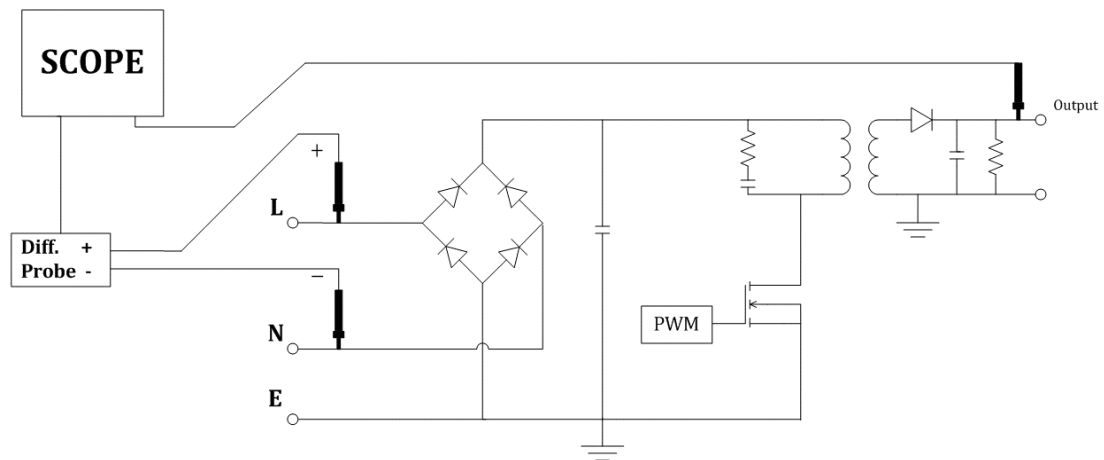 SCOPE
Output
+
L
Diff. +
Probe -
−
N
PWM
E